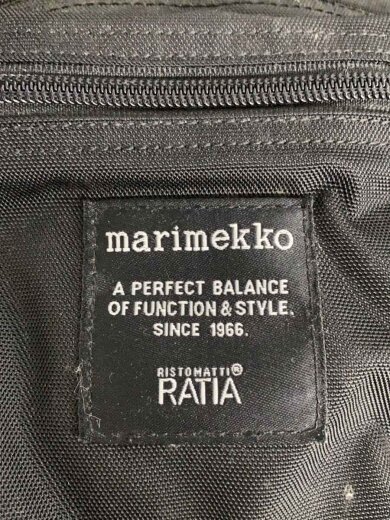 marimekko
A PERFECT BALANCE
OF FUNCTION & STYLE.
SINCE 1966.
RISTOMATTI®
RATIA